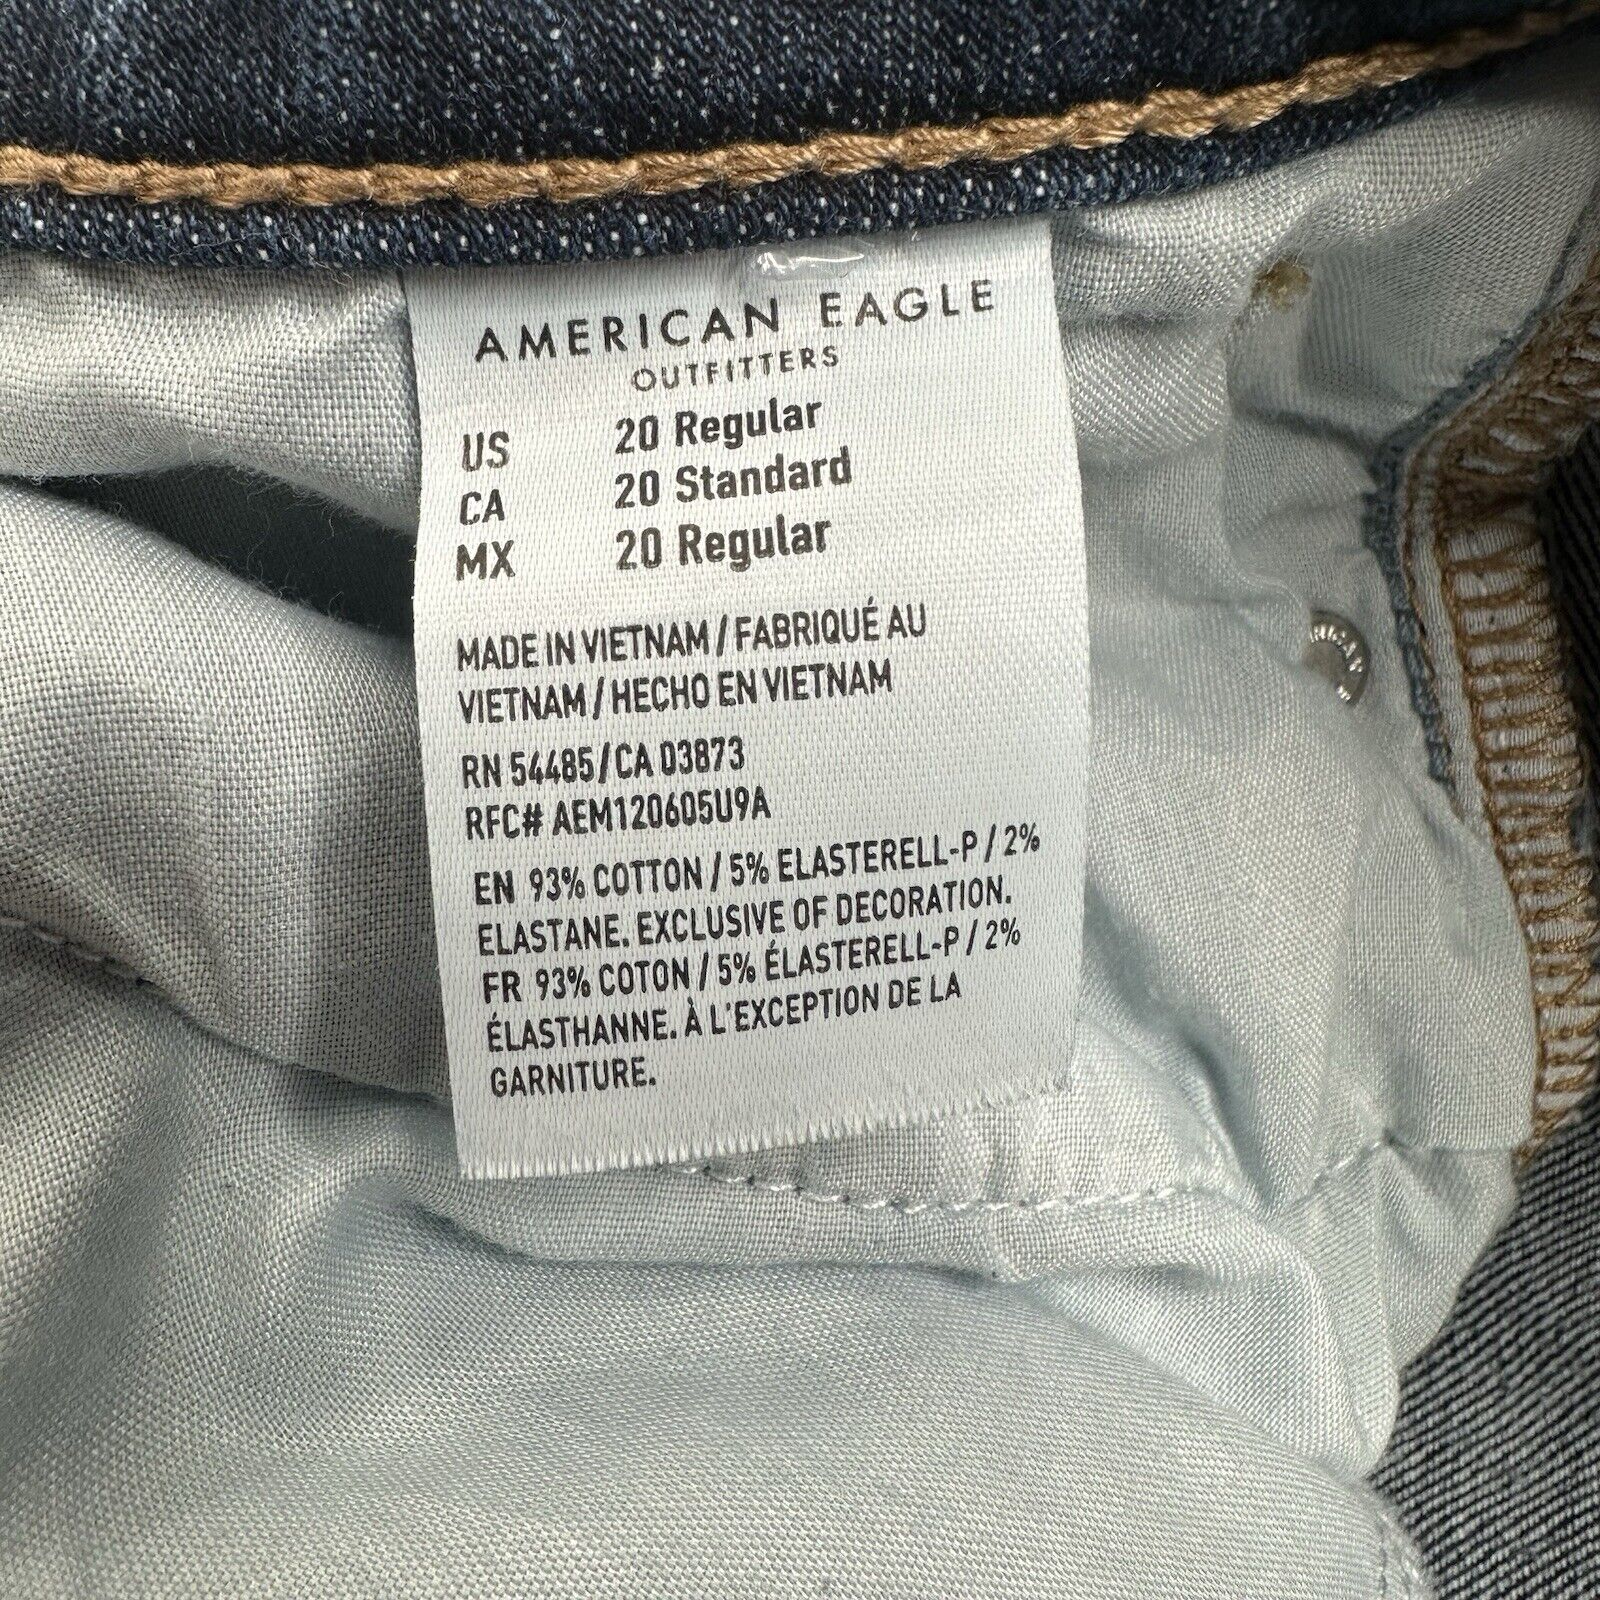 AMERICAN EAGLE
OUTFITTERS
US 20 Regular
CA 20 Standard
MX 20 Regular
MADE IN VIETNAM / FABRIQUÉ AU
VIETNAM / HECHO EN VIETNAM
RN 54485/CA 03873
RFC# AEM120605U9A
EN 93% COTTON / 5% ELASTERELL-P / 2%
ELASTANE. EXCLUSIVE OF DECORATION.
FR 93% COTON / 5% ÉLASTERELL-P / 2%
ÉLASTHANNE. À L'EXCEPTION DE LA
GARNITURE.